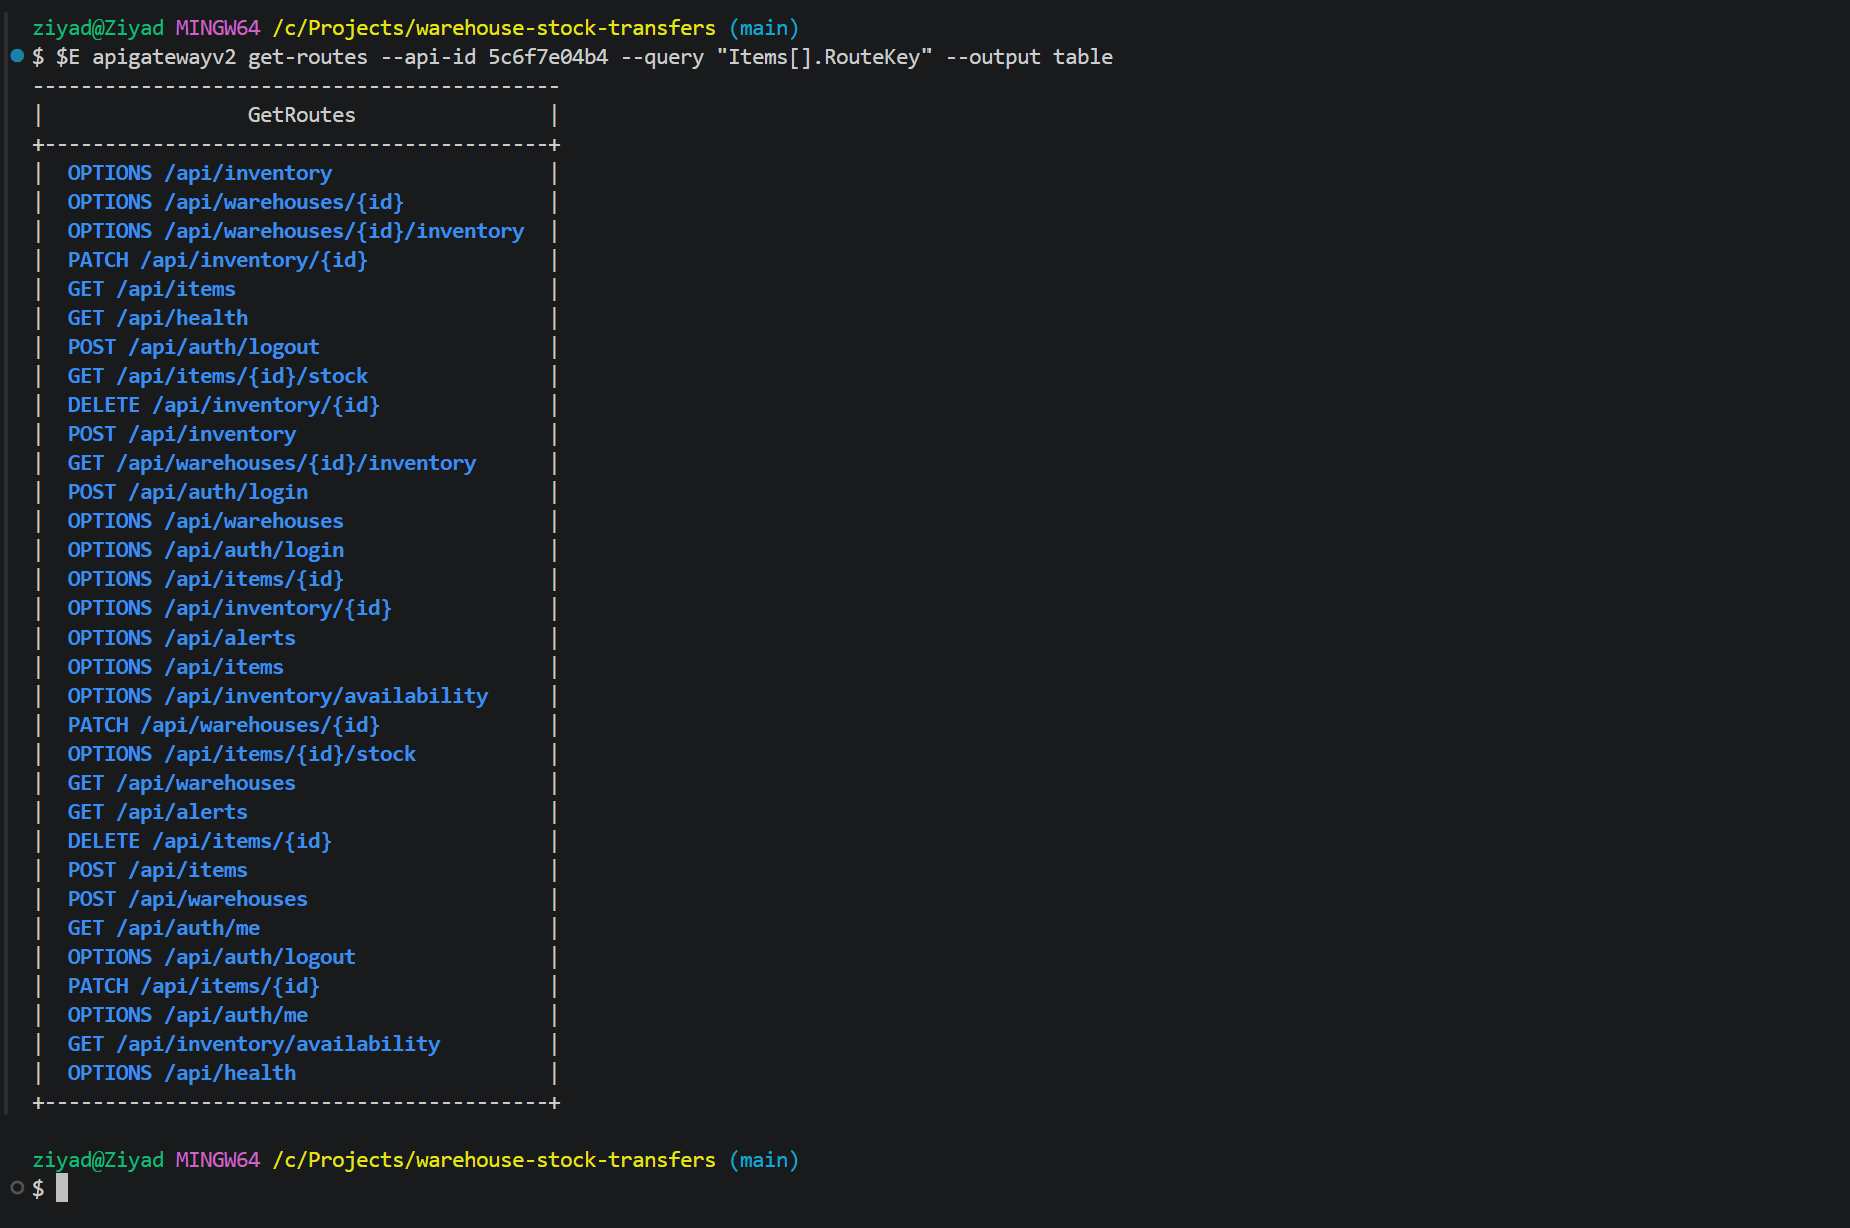 ziyad@Ziyad MINGW64 /c/Projects/warehouse-stock-transfers (main)
$ $E apigatewayv2 get-routes --api-id 5c6f7e04b4 --query "Items[].RouteKey" --output table
--------------------------------------------
|                 GetRoutes                |
+------------------------------------------+
|  OPTIONS /api/inventory                  |
|  OPTIONS /api/warehouses/{id}            |
|  OPTIONS /api/warehouses/{id}/inventory  |
|  PATCH /api/inventory/{id}               |
|  GET /api/items                          |
|  GET /api/health                         |
|  POST /api/auth/logout                   |
|  GET /api/items/{id}/stock               |
|  DELETE /api/inventory/{id}              |
|  POST /api/inventory                     |
|  GET /api/warehouses/{id}/inventory      |
|  POST /api/auth/login                    |
|  OPTIONS /api/warehouses                 |
|  OPTIONS /api/auth/login                 |
|  OPTIONS /api/items/{id}                 |
|  OPTIONS /api/inventory/{id}             |
|  OPTIONS /api/alerts                     |
|  OPTIONS /api/items                      |
|  OPTIONS /api/inventory/availability     |
|  PATCH /api/warehouses/{id}              |
|  OPTIONS /api/items/{id}/stock           |
|  GET /api/warehouses                     |
|  GET /api/alerts                         |
|  DELETE /api/items/{id}                  |
|  POST /api/items                         |
|  POST /api/warehouses                    |
|  GET /api/auth/me                        |
|  OPTIONS /api/auth/logout                |
|  PATCH /api/items/{id}                   |
|  OPTIONS /api/auth/me                    |
|  GET /api/inventory/availability         |
|  OPTIONS /api/health                     |
+------------------------------------------+
ziyad@Ziyad MINGW64 /c/Projects/warehouse-stock-transfers (main)
$